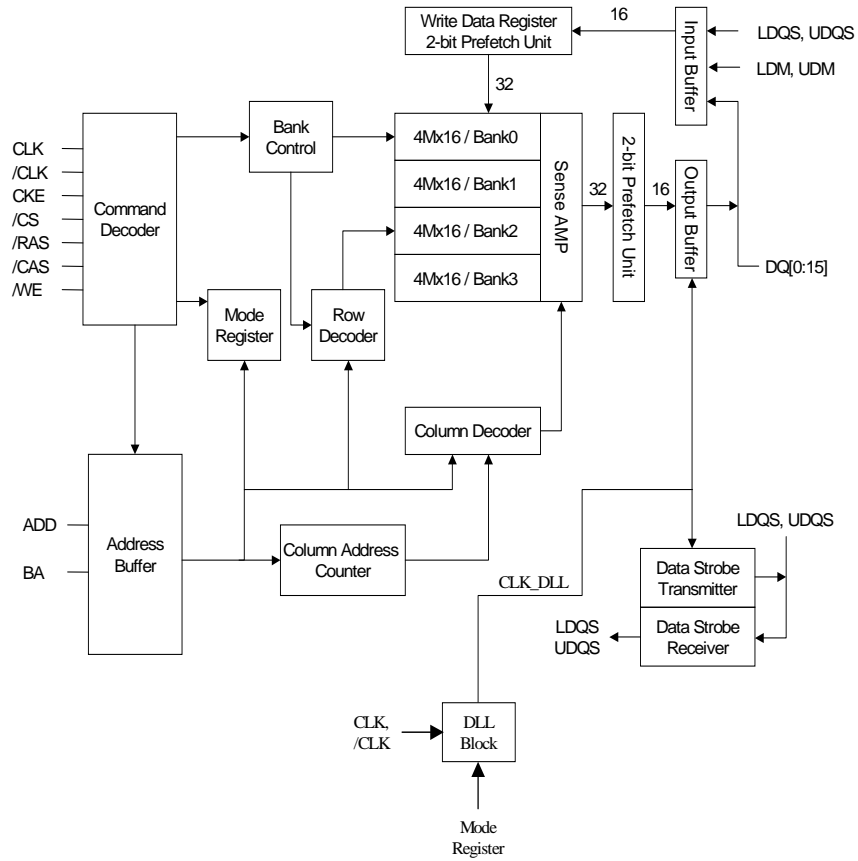 Write Data Register
2-bit Prefetch Unit
16
Input Buffer
LDQS, UDQS
LDM, UDM
32
CLK
/CLK
CKE
/CS
/RAS
/CAS
/WE
Command
Decoder
Bank
Control
4Mx16 / Bank0
4Mx16 / Bank1
4Mx16 / Bank2
4Mx16 / Bank3
Sense AMP
32
2-bit Prefetch Unit
16
Output Buffer
DQ[0:15]
Mode
Register
Row
Decoder
Column Decoder
ADD
BA
Address
Buffer
Column Address
Counter
CLK_DLL
LDQS, UDQS
Data Strobe
Transmitter
Data Strobe
Receiver
LDQS
UDQS
CLK,
/CLK
DLL
Block
Mode
Register